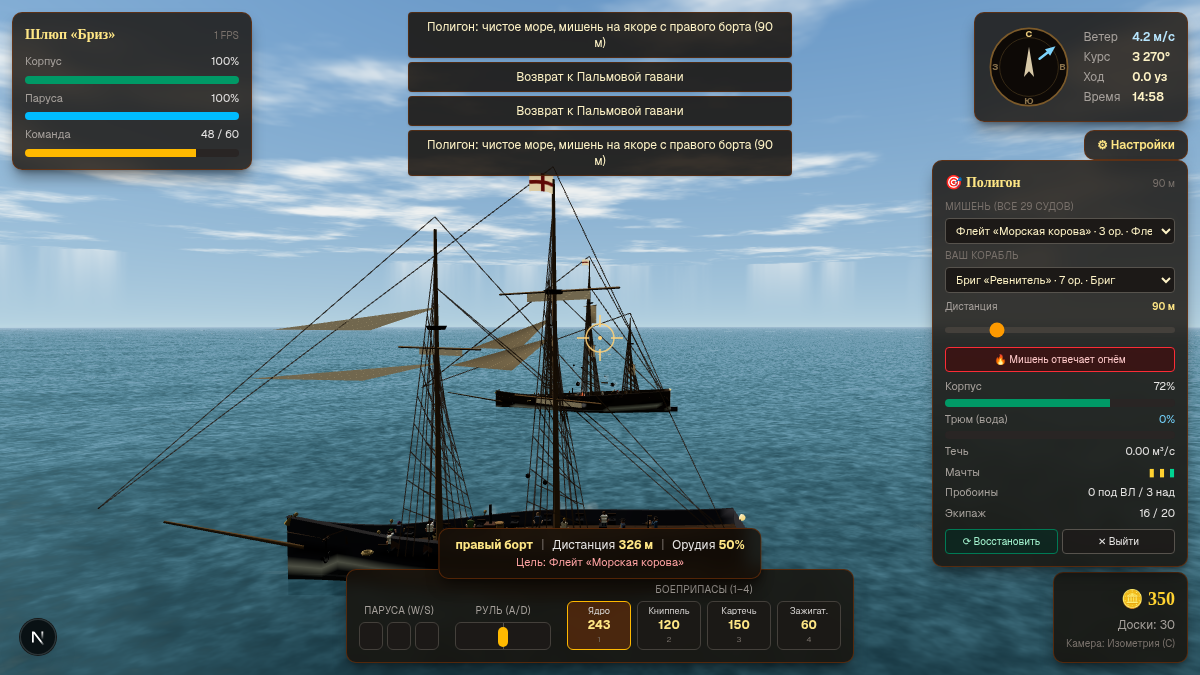 Шлюп «Бриз»
1 FPS
Корпус 100%
Паруса 100%
Команда 48 / 60
Полигон: чистое море, мишень на якоре с правого борта (90
м)
Возврат к Пальмовой гавани
Возврат к Пальмовой гавани
Полигон: чистое море, мишень на якоре с правого борта (90
м)
С
З
В
Ю
Ветер 4.2 м/с
Курс З 270°
Ход 0.0 уз
Время 14:58
⚙ Настройки
🎯 Полигон 90 м
МИШЕНЬ (ВСЕ 29 СУДОВ)
Флейт «Морская корова» · 3 ор. · Фле
ВАШ КОРАБЛЬ
Бриг «Ревнитель» · 7 ор. · Бриг
Дистанция 90 м
🔥 Мишень отвечает огнём
Корпус 72%
Трюм (вода) 0%
Течь 0.00 м³/с
Мачты
Пробоины 0 под ВЛ / 3 над
Экипаж 16 / 20
⟳ Восстановить
✕ Выйти
правый борт | Дистанция 326 м | Орудия 50%
Цель: Флейт «Морская корова»
ПАРУСА (W/S)
РУЛЬ (A/D)
БОЕПРИПАСЫ (1–4)
Ядро
243
1
Книппель
120
2
Картечь
150
3
Зажигат.
60
4
🪙 350
Доски: 30
Камера: Изометрия (C)
N